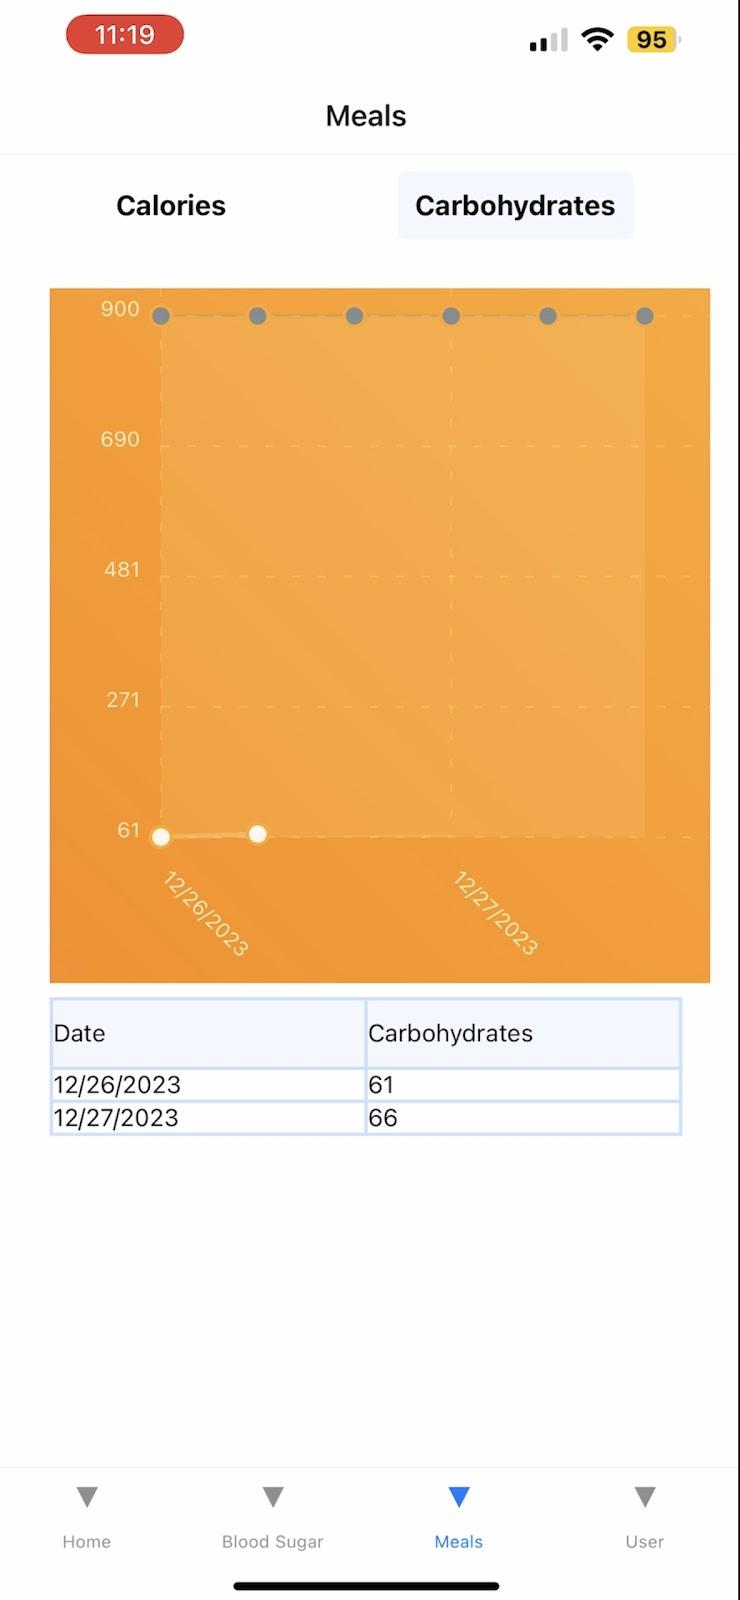 11:19
95
Meals
Calories Carbohydrates
900
690
481
271
61
12/26/2023 12/27/2023
Date Carbohydrates
12/26/2023 61
12/27/2023 66
Home Blood Sugar Meals User